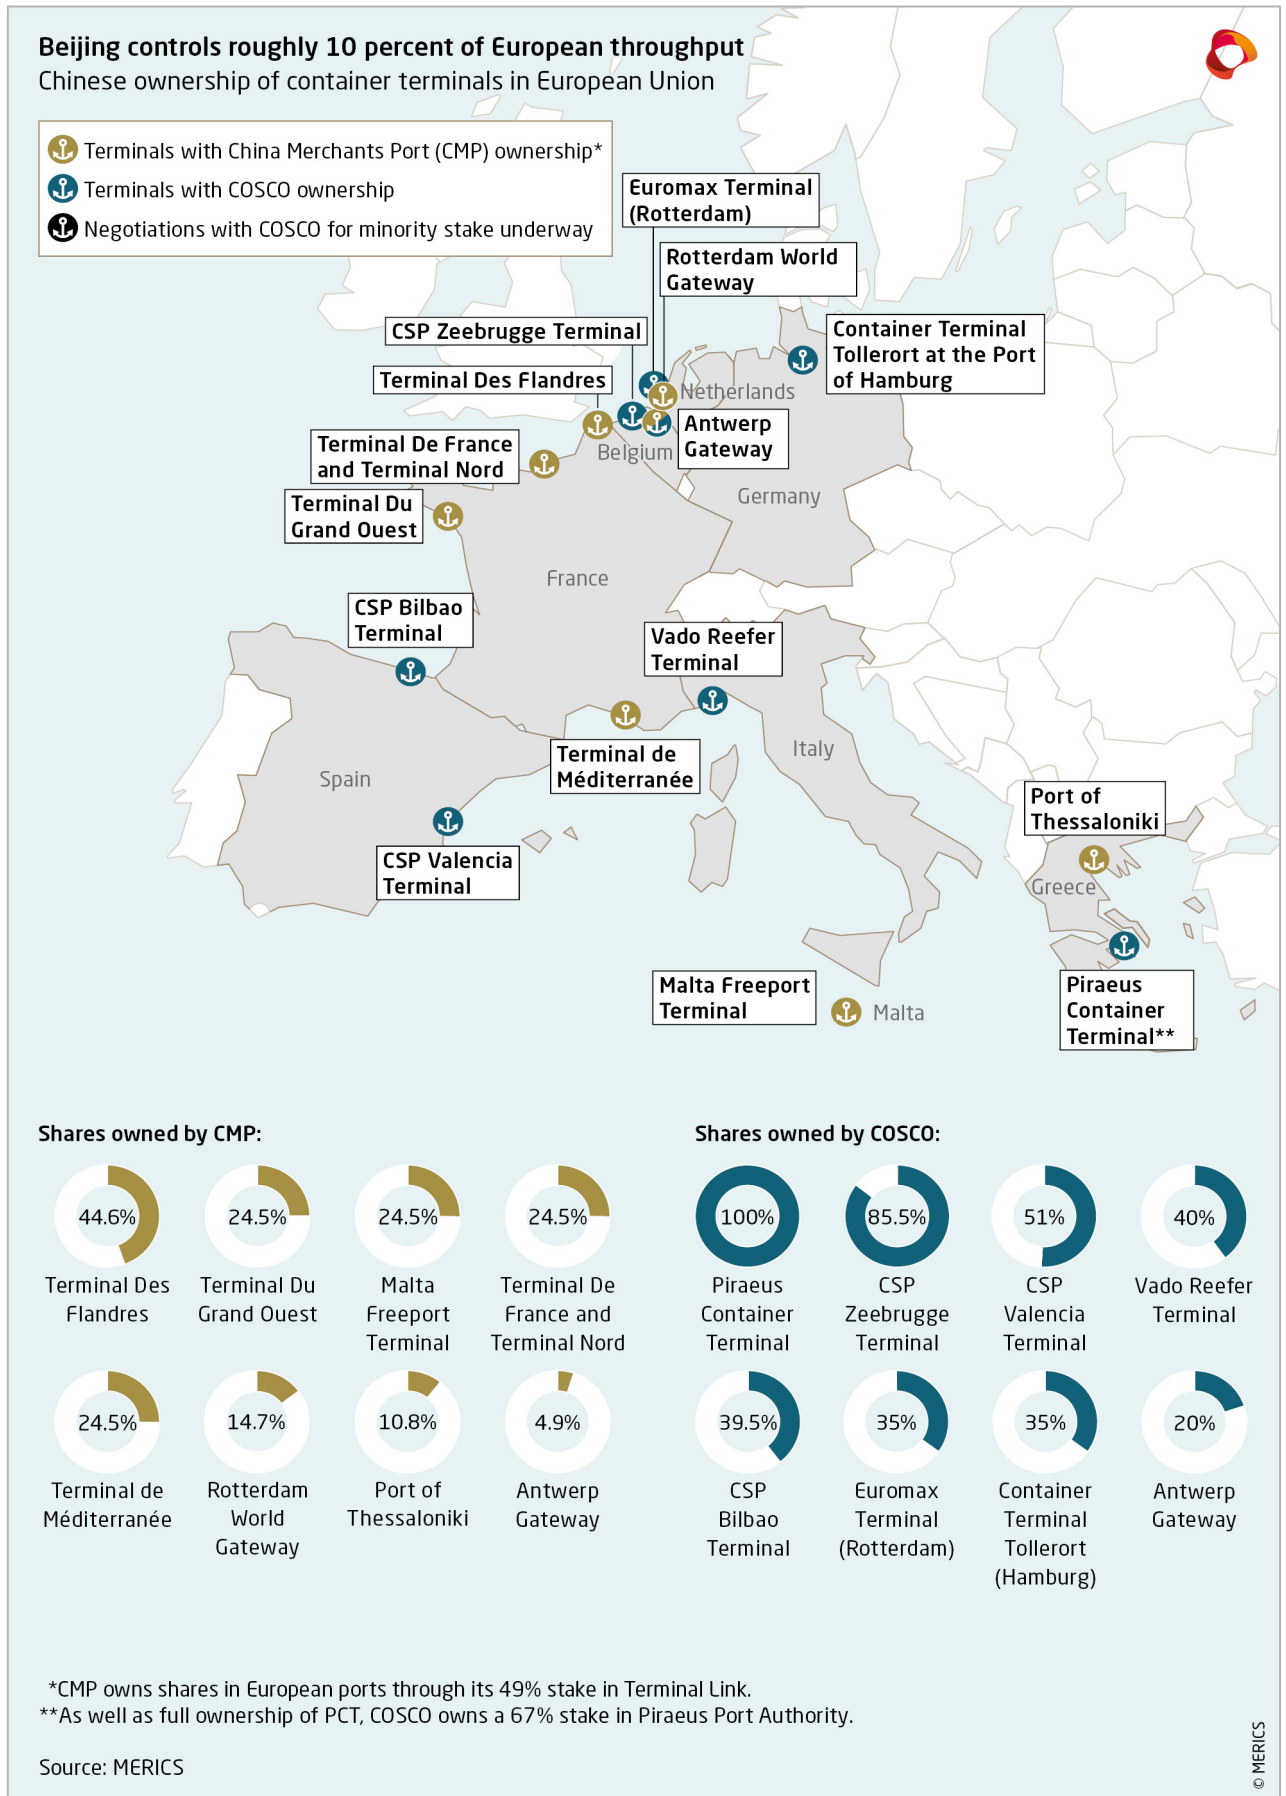 Beijing controls roughly 10 percent of European throughput
Chinese ownership of container terminals in European Union
Terminals with China Merchants Port (CMP) ownership*
Terminals with COSCO ownership
Negotiations with COSCO for minority stake underway
Euromax Terminal
(Rotterdam)
Rotterdam World
Gateway
CSP Zeebrugge Terminal
Container Terminal
Tollerort at the Port
of Hamburg
Terminal Des Flandres
Netherlands
Antwerp
Gateway
Terminal De France
and Terminal Nord
Belgium
Terminal Du
Grand Ouest
Germany
France
CSP Bilbao
Terminal
Vado Reefer
Terminal
Terminal de
Méditerranée
Italy
Spain
Port of
Thessaloniki
CSP Valencia
Terminal
Greece
Malta Freeport
Terminal
Malta
Piraeus
Container
Terminal**
Shares owned by CMP:
44.6%
Terminal Des
Flandres
24.5%
Terminal Du
Grand Ouest
24.5%
Malta
Freeport
Terminal
24.5%
Terminal De
France and
Terminal Nord
24.5%
Terminal de
Méditerranée
14.7%
Rotterdam
World
Gateway
10.8%
Port of
Thessaloniki
4.9%
Antwerp
Gateway
Shares owned by COSCO:
100%
Piraeus
Container
Terminal
85.5%
CSP
Zeebrugge
Terminal
51%
CSP
Valencia
Terminal
40%
Vado Reefer
Terminal
39.5%
CSP
Bilbao
Terminal
35%
Euromax
Terminal
(Rotterdam)
35%
Container
Terminal
Tollerort
(Hamburg)
20%
Antwerp
Gateway
*CMP owns shares in European ports through its 49% stake in Terminal Link.
**As well as full ownership of PCT, COSCO owns a 67% stake in Piraeus Port Authority.
Source: MERICS
© MERICS